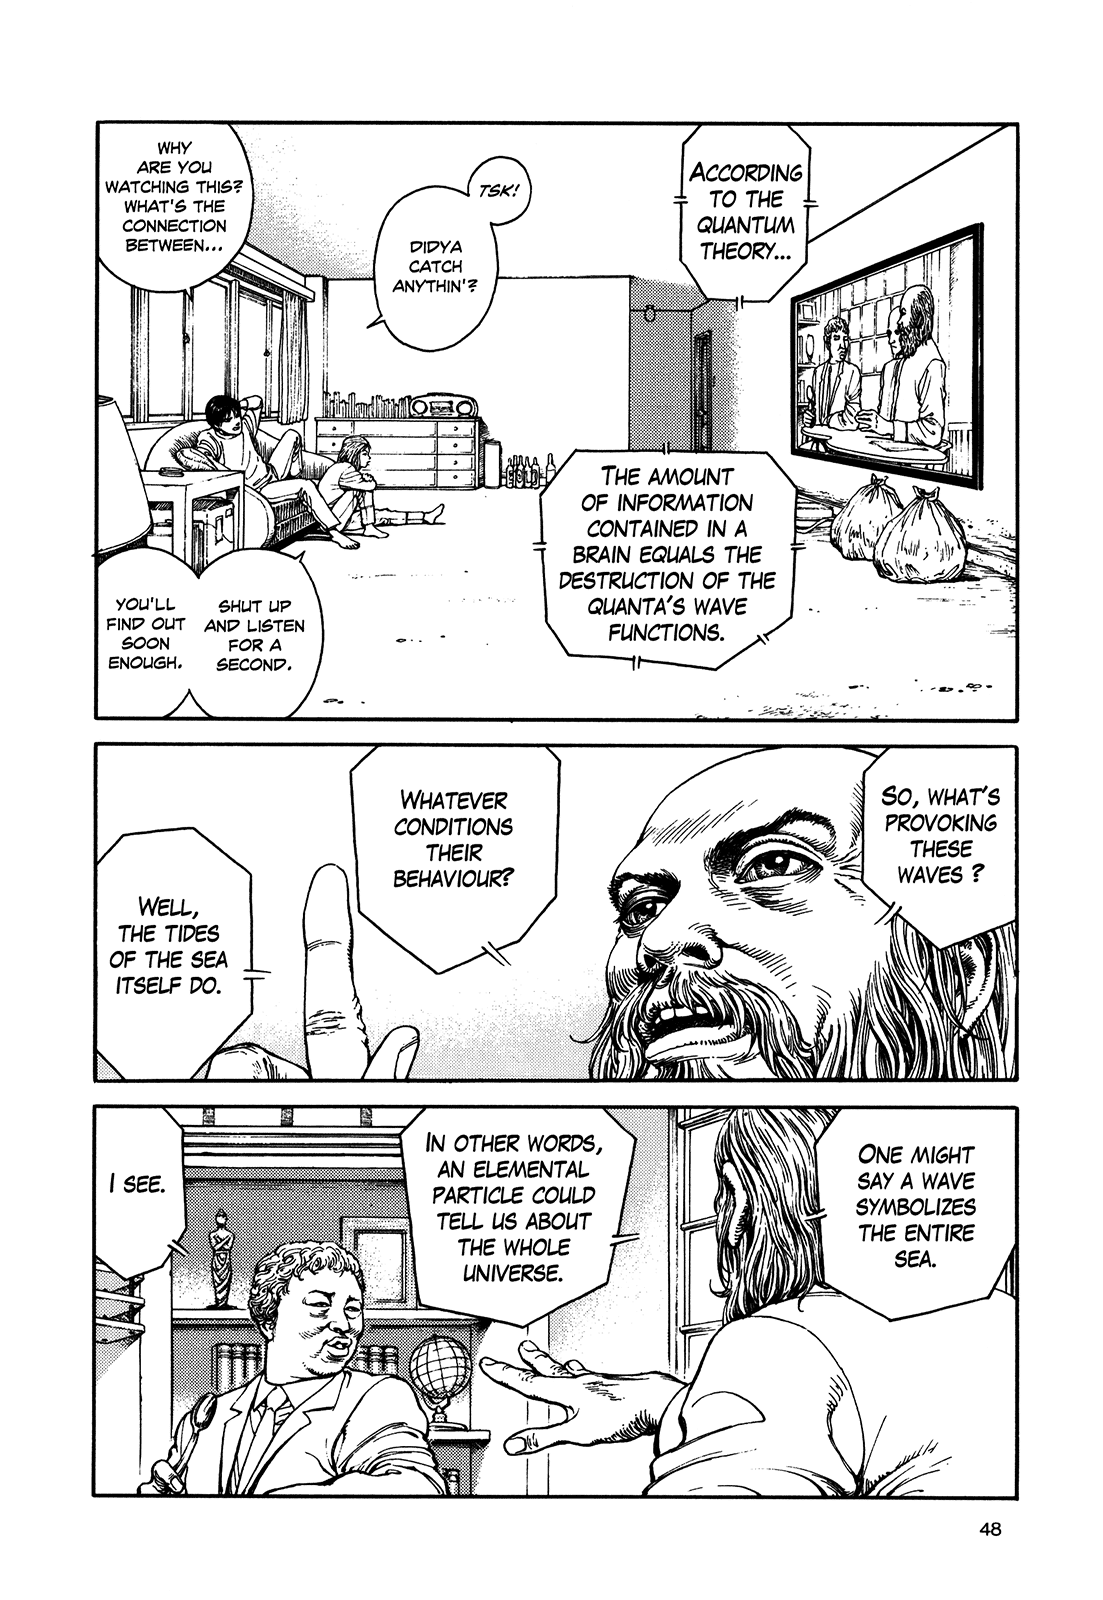 ACCORDING
TO THE
QUANTUM
THEORY...
THE AMOUNT
OF INFORMATION
CONTAINED IN A
BRAIN EQUALS THE
DESTRUCTION OF THE
QUANTA'S WAVE
FUNCTIONS.
TSK!
DIDYA
CATCH
ANYTHIN'?
WHY
ARE YOU
WATCHING THIS?
WHAT'S THE
CONNECTION
BETWEEN...
SHUT UP
AND LISTEN
FOR A
SECOND.
YOU'LL
FIND OUT
SOON
ENOUGH.
SO, WHAT'S
PROVOKING
THESE
WAVES ?
WHATEVER
CONDITIONS
THEIR
BEHAVIOUR?
WELL,
THE TIDES
OF THE SEA
ITSELF DO.
ONE MIGHT
SAY A WAVE
SYMBOLIZES
THE ENTIRE
SEA.
IN OTHER WORDS,
AN ELEMENTAL
PARTICLE COULD
TELL US ABOUT
THE WHOLE
UNIVERSE.
I SEE.
48